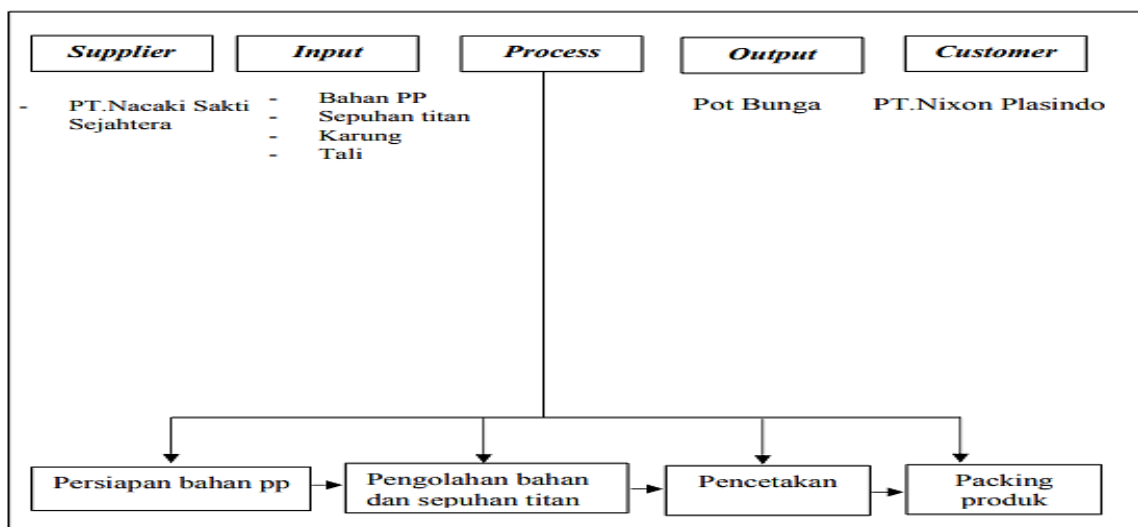 Supplier
Input
Process
Output
Customer
- PT.Nacaki Sakti
Sejahtera
- Bahan PP
- Sepuhan titan
- Karung
- Tali
Pot Bunga
PT.Nixon Plasindo
Persiapan bahan pp
Pengolahan bahan
dan sepuhan titan
Pencetakan
Packing
produk